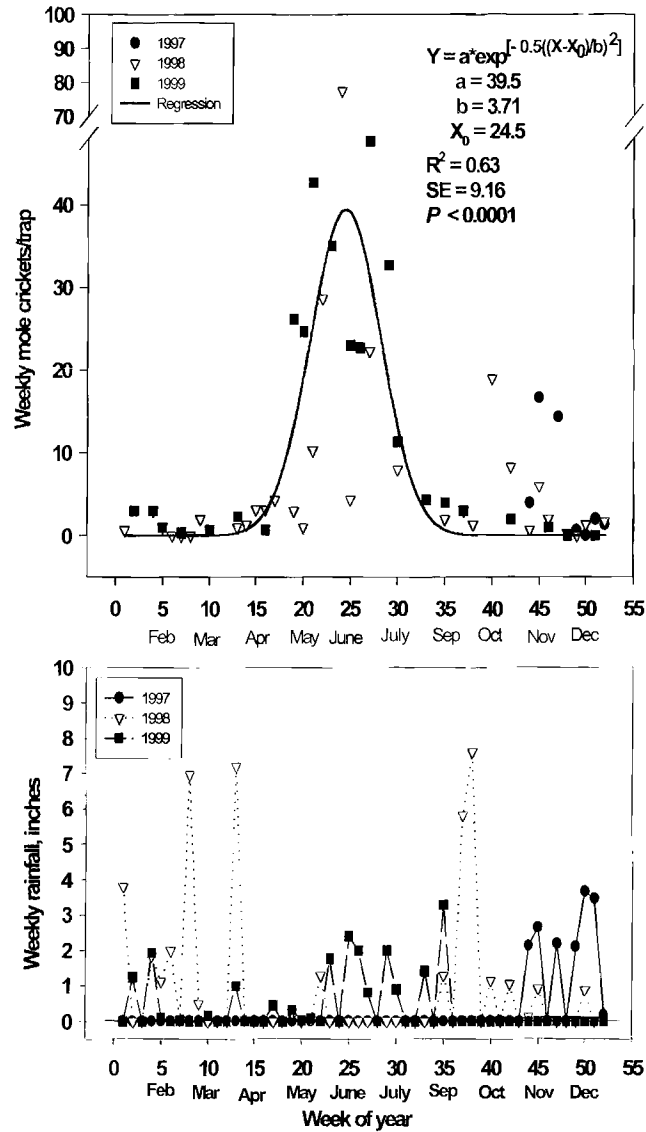 100
90
80
70
40
30
20
10
0
Weekly mole crickets/trap
1997
1998
1999
Regression
Y = a*exp[- 0.5((X-X0)/b)2]
a = 39.5
b = 3.71
X0 = 24.5
R2 = 0.63
SE = 9.16
P < 0.0001
0 5 10 15 20 25 30 35 40 45 50 55
Feb Mar Apr May June July Sep Oct Nov Dec
10
9
8
7
6
5
4
3
2
1
0
Weekly rainfall, inches
1997
1998
1999
0 5 10 15 20 25 30 35 40 45 50 55
Feb Mar Apr May June July Sep Oct Nov Dec
Week of year